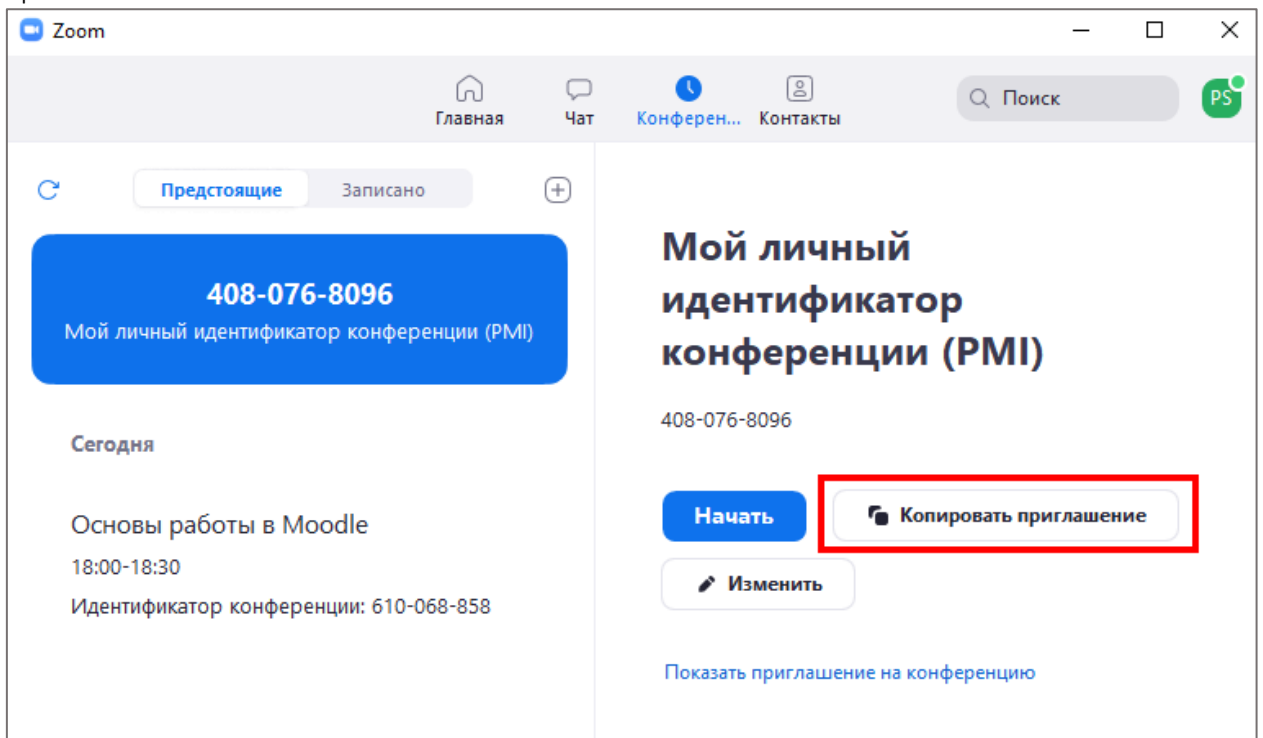 Zoom
Главная
Чат
Конферен...
Контакты
Поиск
PS
Предстоящие
Записано
408-076-8096
Мой личный идентификатор конференции (PMI)
Сегодня
Основы работы в Moodle
18:00-18:30
Идентификатор конференции: 610-068-858
Мой личный
идентификатор
конференции (PMI)
408-076-8096
Начать
Копировать приглашение
Изменить
Показать приглашение на конференцию